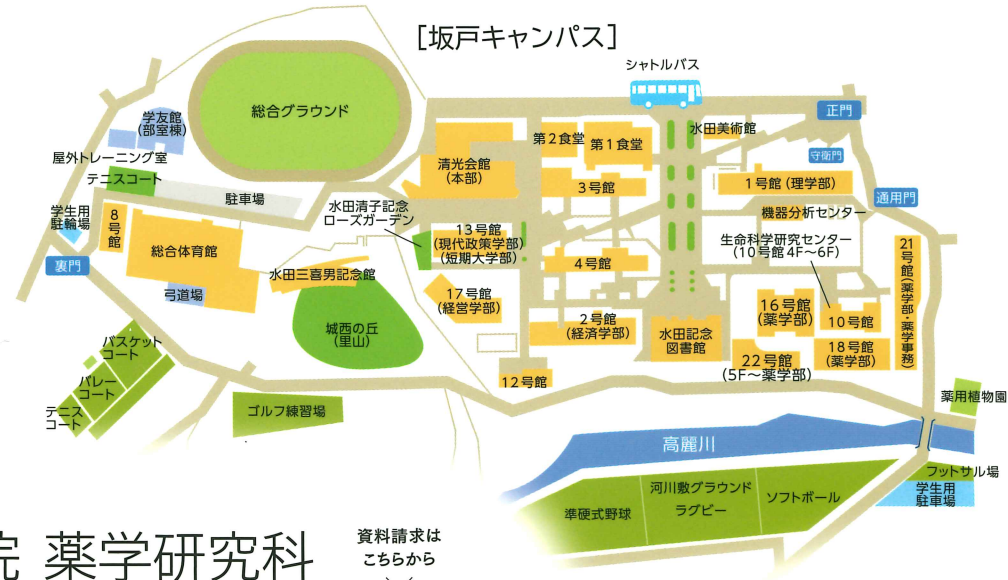 [坂戸キャンパス]
シャトルバス
正門
守衛門
通用門
総合グラウンド
学友館
(部室棟)
屋外トレーニング室
テニスコート
駐車場
学生用
駐輪場
8号館
裏門
総合体育館
弓道場
水田三喜男記念館
城西の丘
(里山)
水田清子記念
ローズガーデン
清光会館
(本部)
第2食堂
第1食堂
水田美術館
3号館
1号館(理学部)
機器分析センター
13号館
(現代政策学部)
(短期大学部)
4号館
生命科学研究センター
(10号館4F～6F)
21号館(薬学部・薬学事務)
17号館
(経営学部)
2号館
(経済学部)
水田記念
図書館
16号館
(薬学部)
10号館
22号館
(5F～薬学部)
18号館
(薬学部)
12号館
バスケット
コート
バレー
コート
テニス
コート
ゴルフ練習場
薬用植物園
高麗川
フットサル場
学生用
駐車場
準硬式野球
河川敷グラウンド
ラグビー
ソフトボール
院 薬学研究科
資料請求は
こちらから